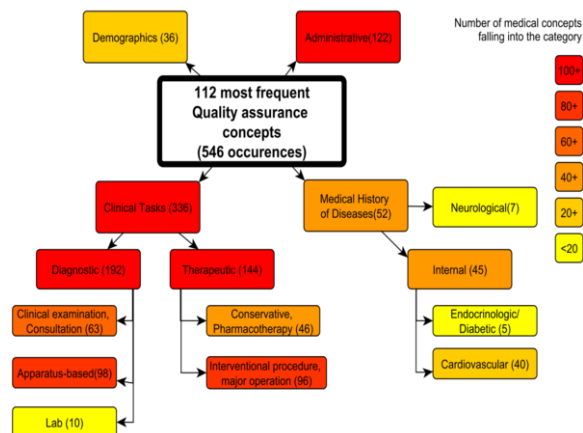 Demographics (36)
Administrative(122)
Number of medical concepts
falling into the category
112 most frequent
Quality assurance
concepts
(546 occurences)
100+
80+
60+
40+
20+
<20
Clinical Tasks (336)
Medical History
of Diseases(52)
Neurological(7)
Diagnostic (192)
Therapeutic (144)
Internal (45)
Clinical examination,
Consultation (63)
Conservative,
Pharmacotherapy (46)
Endocrinologic/
Diabetic (5)
Apparatus-based(98)
Interventional procedure,
major operation (96)
Cardiovascular (40)
Lab (10)